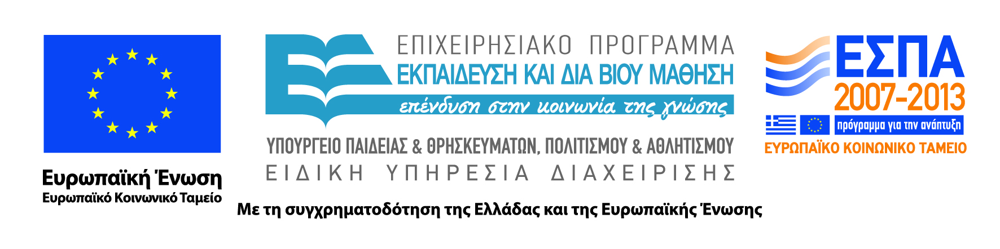 Ευρωπαϊκή Ένωση
Ευρωπαϊκό Κοινωνικό Ταμείο
ΕΠΙΧΕΙΡΗΣΙΑΚΟ ΠΡΟΓΡΑΜΜΑ
ΕΚΠΑΙΔΕΥΣΗ ΚΑΙ ΔΙΑ ΒΙΟΥ ΜΑΘΗΣΗ
επένδυση στην κοινωνία της γνώσης
ΥΠΟΥΡΓΕΙΟ ΠΑΙΔΕΙΑΣ & ΘΡΗΣΚΕΥΜΑΤΩΝ, ΠΟΛΙΤΙΣΜΟΥ & ΑΘΛΗΤΙΣΜΟΥ
ΕΙΔΙΚΗ ΥΠΗΡΕΣΙΑ ΔΙΑΧΕΙΡΙΣΗΣ
Με τη συγχρηματοδότηση της Ελλάδας και της Ευρωπαϊκής Ένωσης
ΕΣΠΑ
2007-2013
πρόγραμμα για την ανάπτυξη
ΕΥΡΩΠΑΪΚΟ ΚΟΙΝΩΝΙΚΟ ΤΑΜΕΙΟ